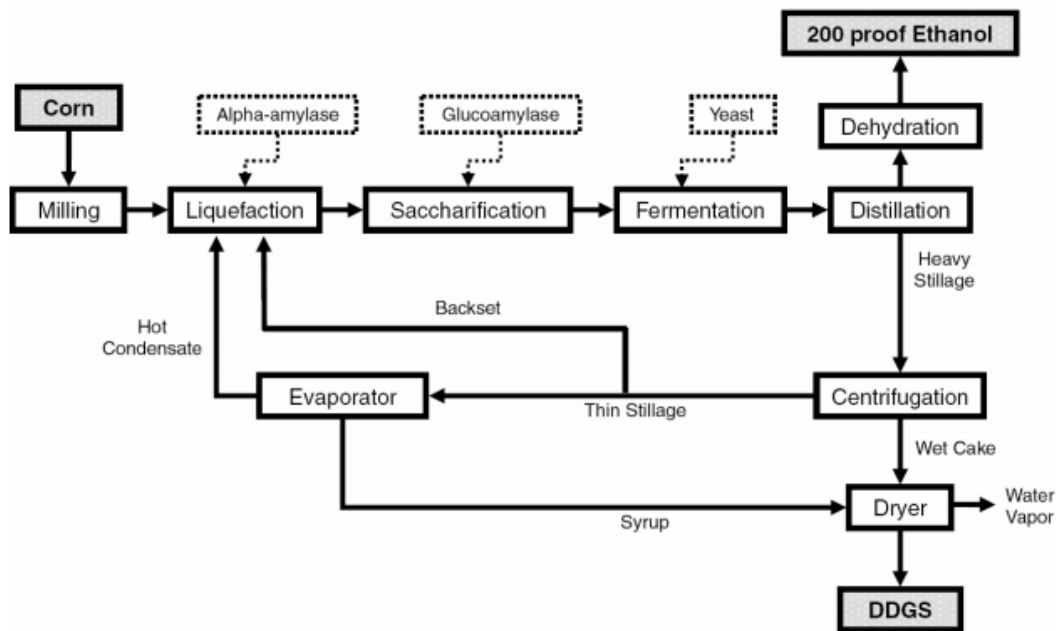 200 proof Ethanol
Corn
Alpha-amylase
Glucoamylase
Yeast
Dehydration
Milling
Liquefaction
Saccharification
Fermentation
Distillation
Heavy
Stillage
Backset
Hot
Condensate
Evaporator
Thin Stillage
Centrifugation
Wet Cake
Syrup
Dryer
Water
Vapor
DDGS